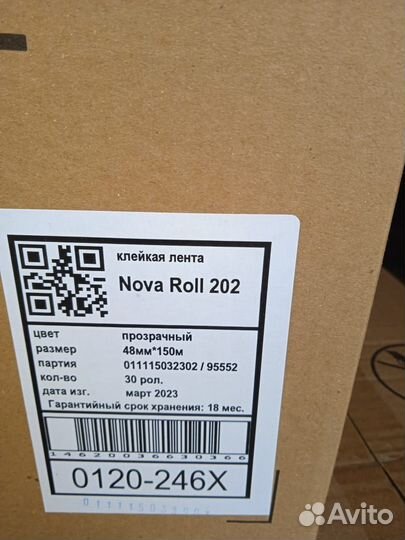 клейкая лента
Nova Roll 202
цвет прозрачный
размер 48мм*150м
партия 011115032302 / 95552
кол-во 30 рол.
дата изг. март 2023
Гарантийный срок хранения: 18 мес.
14620036630366
0120-246X
Avito